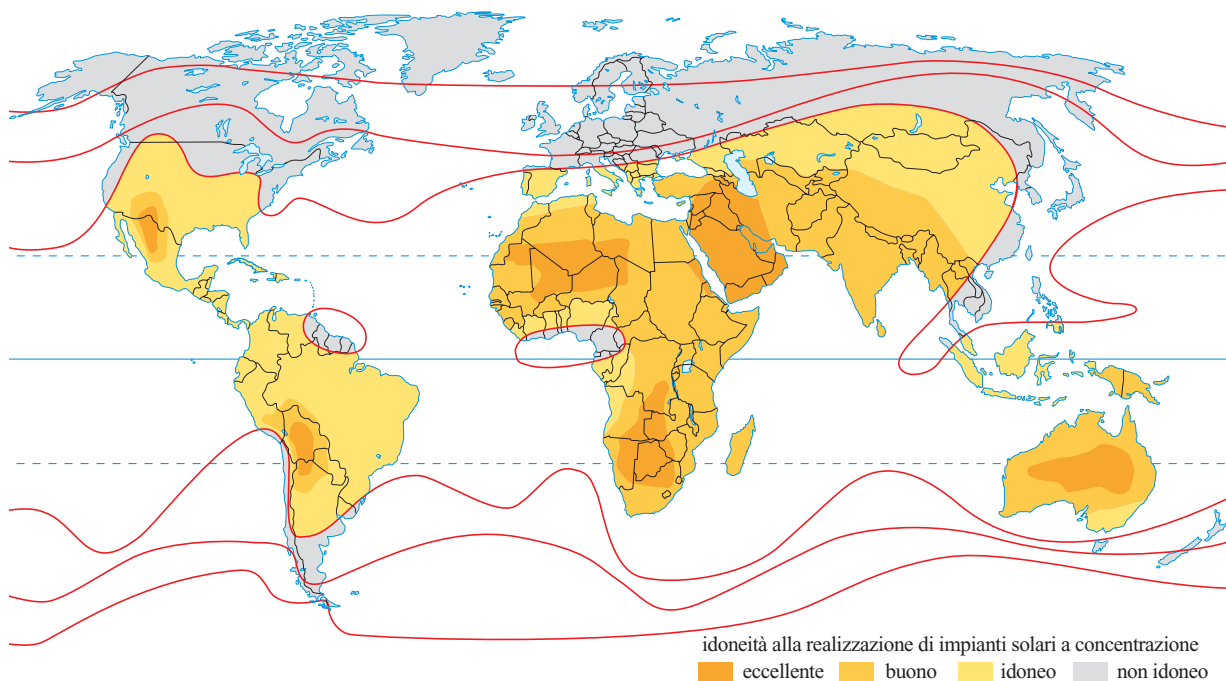 idoneità alla realizzazione di impianti solari a concentrazione
eccellente buono idoneo non idoneo